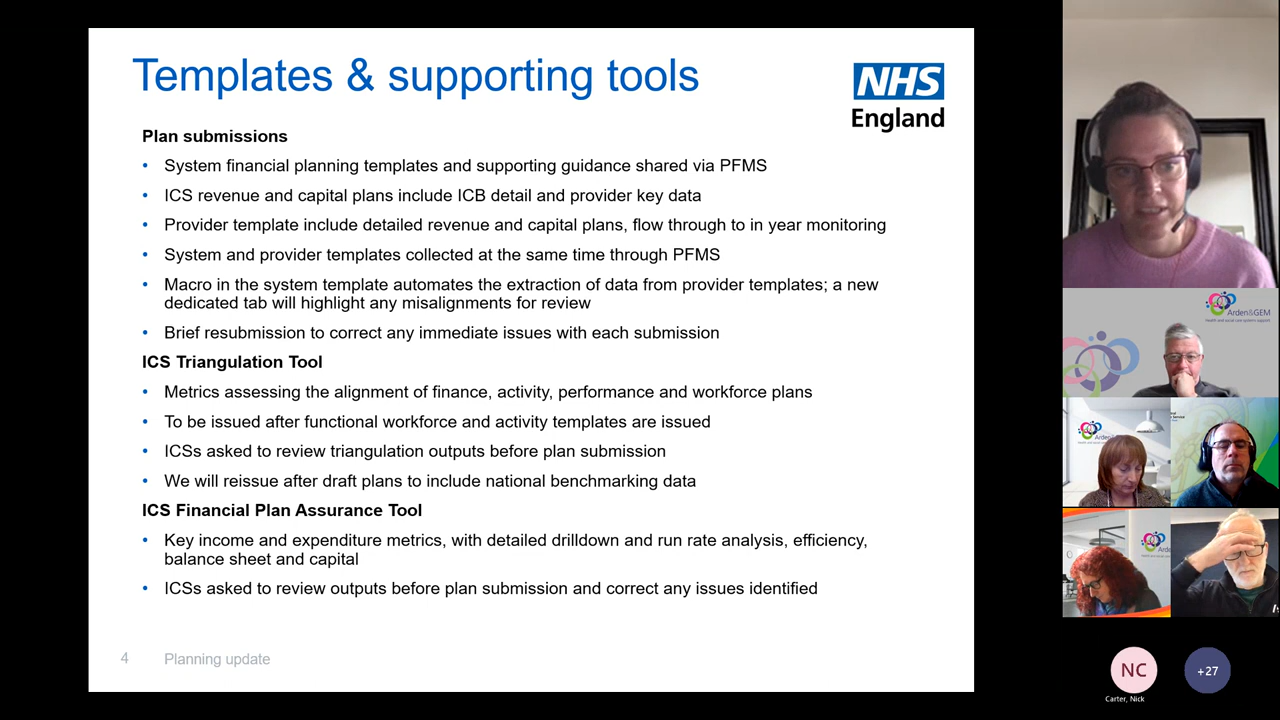 Templates & supporting tools
NHS
England
Plan submissions
• System financial planning templates and supporting guidance shared via PFMS
• ICS revenue and capital plans include ICB detail and provider key data
• Provider template include detailed revenue and capital plans, flow through to in year monitoring
• System and provider templates collected at the same time through PFMS
• Macro in the system template automates the extraction of data from provider templates; a new
dedicated tab will highlight any misalignments for review
• Brief resubmission to correct any immediate issues with each submission
ICS Triangulation Tool
• Metrics assessing the alignment of finance, activity, performance and workforce plans
• To be issued after functional workforce and activity templates are issued
• ICSs asked to review triangulation outputs before plan submission
• We will reissue after draft plans to include national benchmarking data
ICS Financial Plan Assurance Tool
• Key income and expenditure metrics, with detailed drilldown and run rate analysis, efficiency,
balance sheet and capital
• ICSs asked to review outputs before plan submission and correct any issues identified
4 Planning update
Arden&GEM
Health and social care system support
NC
Carter, Nick
+27